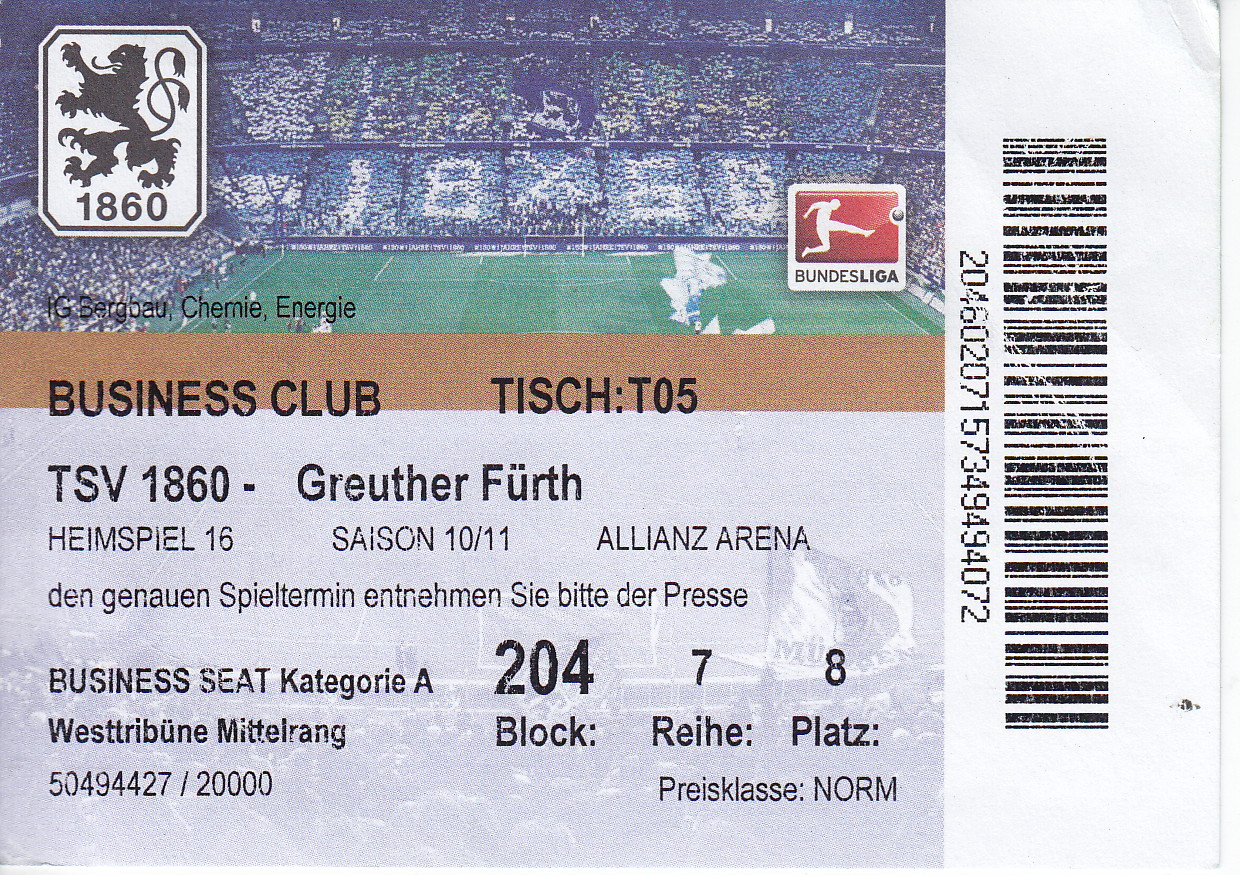 1860
BUNDESLIGA
IG Bergbau, Chemie, Energie
BUSINESS CLUB TISCH:T05
TSV 1860 - Greuther Fürth
HEIMSPIEL 16 SAISON 10/11 ALLIANZ ARENA
den genauen Spieltermin entnehmen Sie bitte der Presse
BUSINESS SEAT Kategorie A 204 7 8
Westtribüne Mittelrang Block: Reihe: Platz:
50494427 / 20000 Preisklasse: NORM